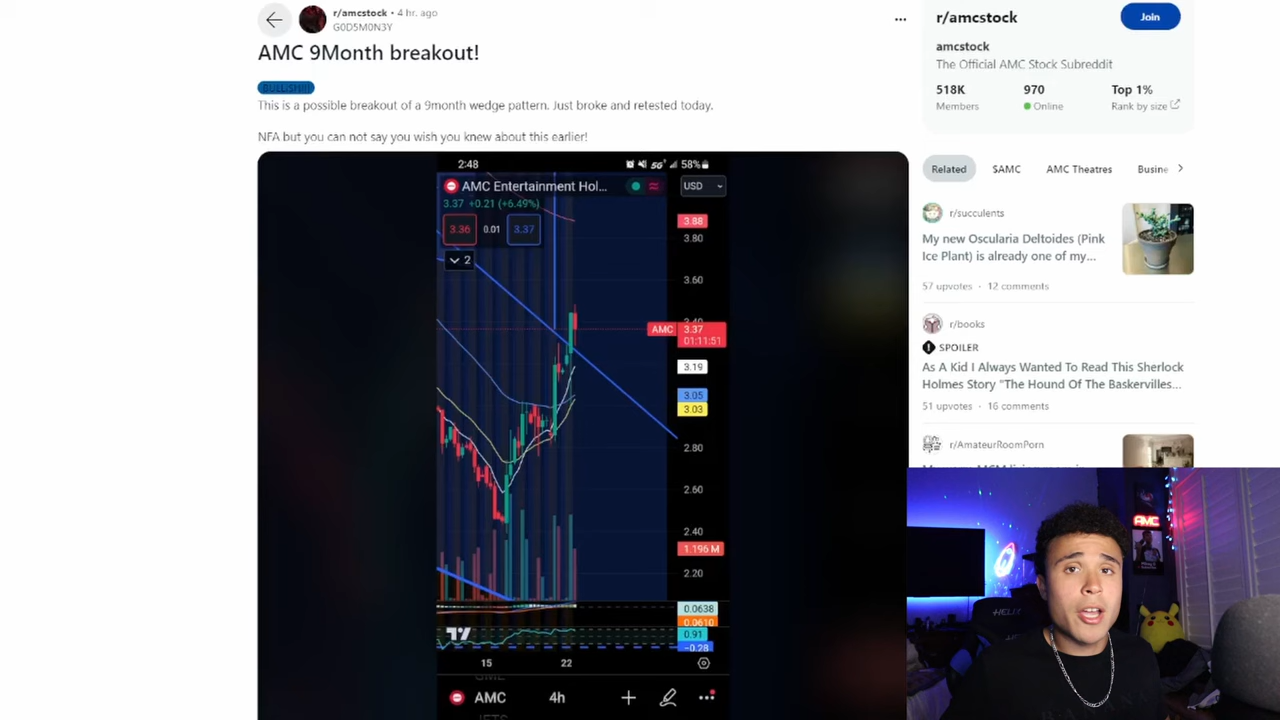 r/amcstock • 4 hr. ago
G0D5M0N3Y
AMC 9Month breakout!
BULLISH!!!
This is a possible breakout of a 9month wedge pattern. Just broke and retested today.
NFA but you can not say you wish you knew about this earlier!
2:48
5G
58%
AMC Entertainment Hol...
USD
3.37 +0.21 (+6.49%)
3.36
0.01
3.37
2
3.88
3.80
3.60
3.40
AMC
3.37
01:11:51
3.19
3.05
3.03
2.80
2.60
2.40
1.196 M
2.20
0.0638
0.0610
0.91
−0.28
15
22
AMC
4h
r/amcstock
Join
amcstock
The Official AMC Stock Subreddit
518K
970
Top 1%
Members
Online
Rank by size
Related
$AMC
AMC Theatres
Busine
r/succulents
My new Oscularia Deltoides (Pink
Ice Plant) is already one of my...
57 upvotes · 12 comments
r/books
SPOILER
As A Kid I Always Wanted To Read This Sherlock
Holmes Story "The Hound Of The Baskervilles...
51 upvotes · 16 comments
r/AmateurRoomPorn
AMC